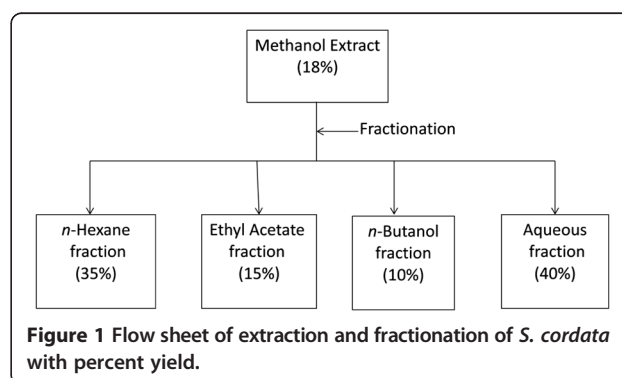 Methanol Extract
(18%)
Fractionation
n-Hexane
fraction
(35%)
Ethyl Acetate
fraction
(15%)
n-Butanol
fraction
(10%)
Aqueous
fraction
(40%)
Figure 1 Flow sheet of extraction and fractionation of S. cordata
with percent yield.